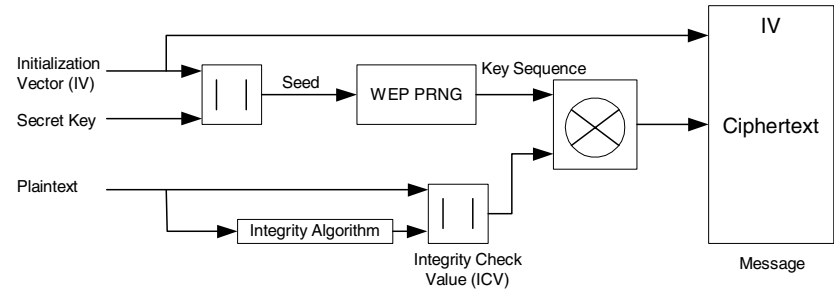 IV
Initialization
Vector (IV)
Seed
WEP PRNG
Key Sequence
Secret Key
Ciphertext
Plaintext
Integrity Algorithm
Integrity Check
Value (ICV)
Message